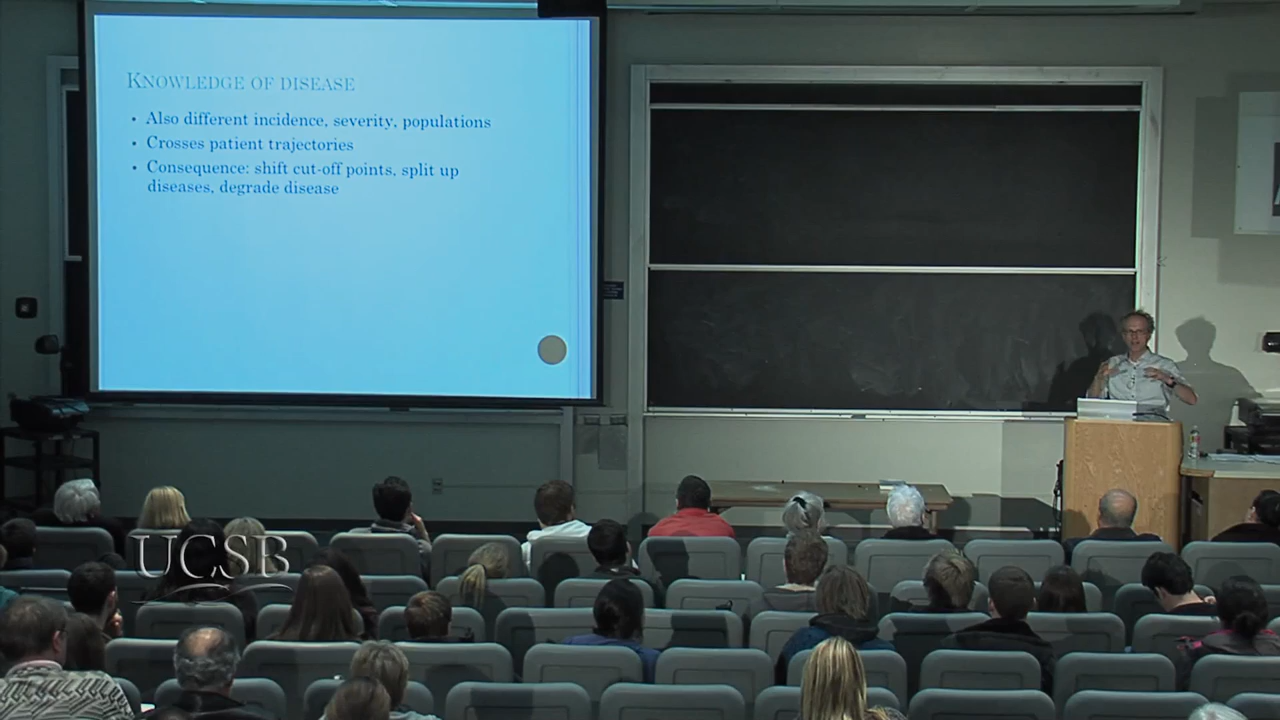 KNOWLEDGE OF DISEASE
• Also different incidence, severity, populations
• Crosses patient trajectories
• Consequence: shift cut-off points, split up
diseases, degrade disease
UCSB